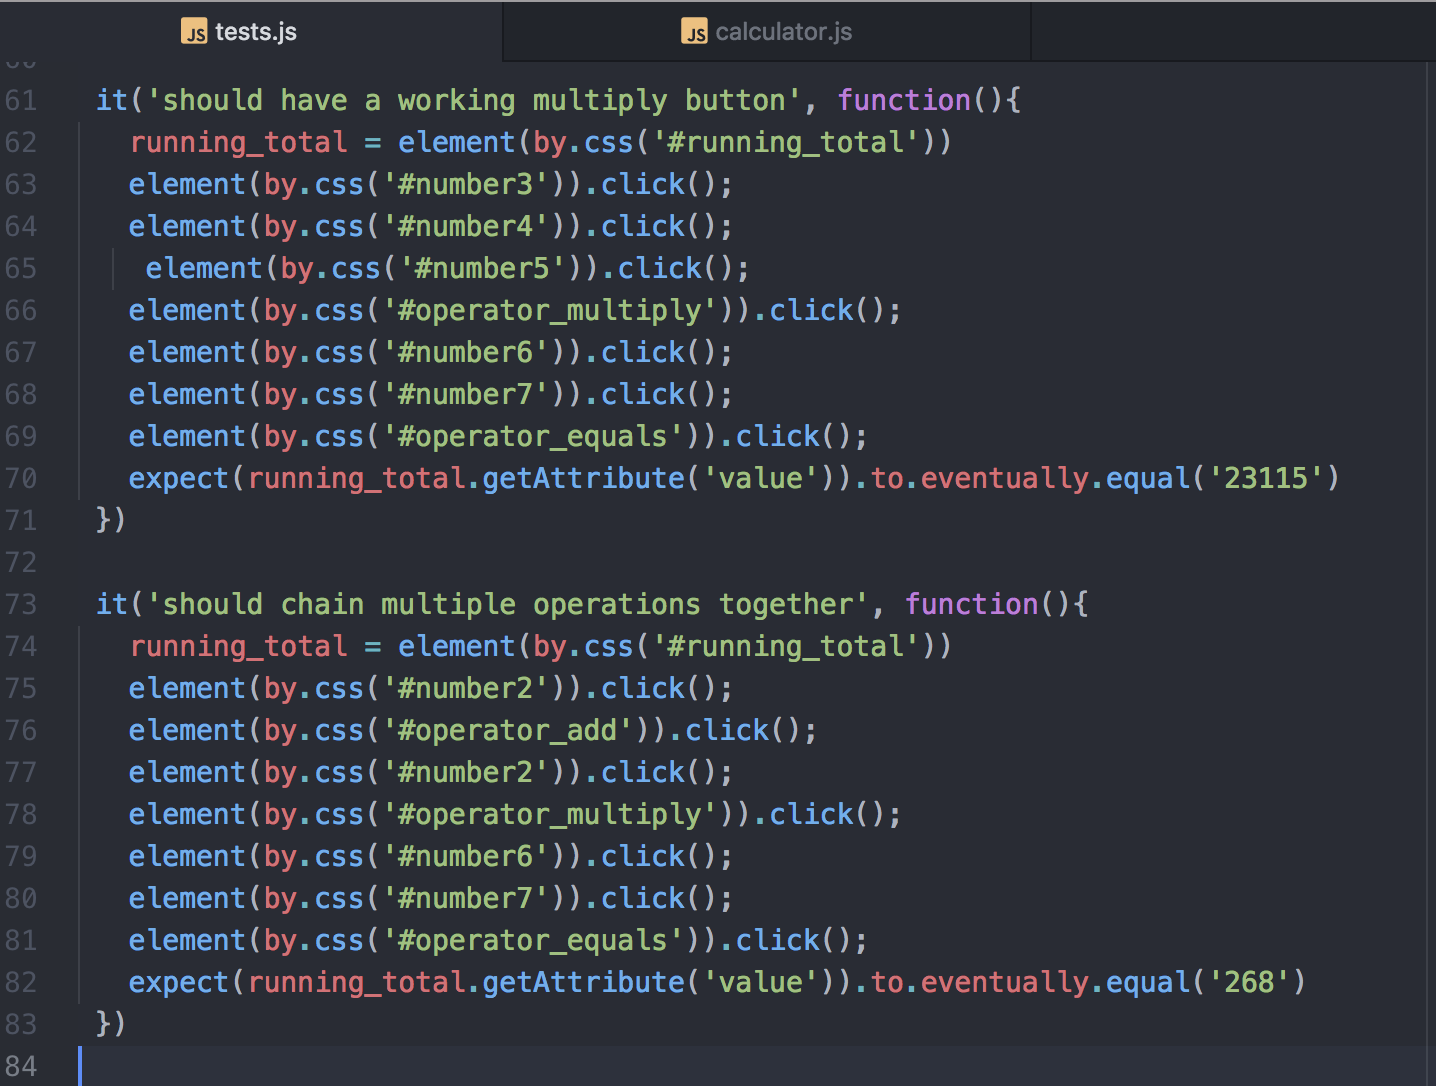 JS tests.js
JS calculator.js
61 it('should have a working multiply button', function(){
62 running_total = element(by.css('#running_total'))
63 element(by.css('#number3')).click();
64 element(by.css('#number4')).click();
65 element(by.css('#number5')).click();
66 element(by.css('#operator_multiply')).click();
67 element(by.css('#number6')).click();
68 element(by.css('#number7')).click();
69 element(by.css('#operator_equals')).click();
70 expect(running_total.getAttribute('value')).to.eventually.equal('23115')
71 })
72
73 it('should chain multiple operations together', function(){
74 running_total = element(by.css('#running_total'))
75 element(by.css('#number2')).click();
76 element(by.css('#operator_add')).click();
77 element(by.css('#number2')).click();
78 element(by.css('#operator_multiply')).click();
79 element(by.css('#number6')).click();
80 element(by.css('#number7')).click();
81 element(by.css('#operator_equals')).click();
82 expect(running_total.getAttribute('value')).to.eventually.equal('268')
83 })
84